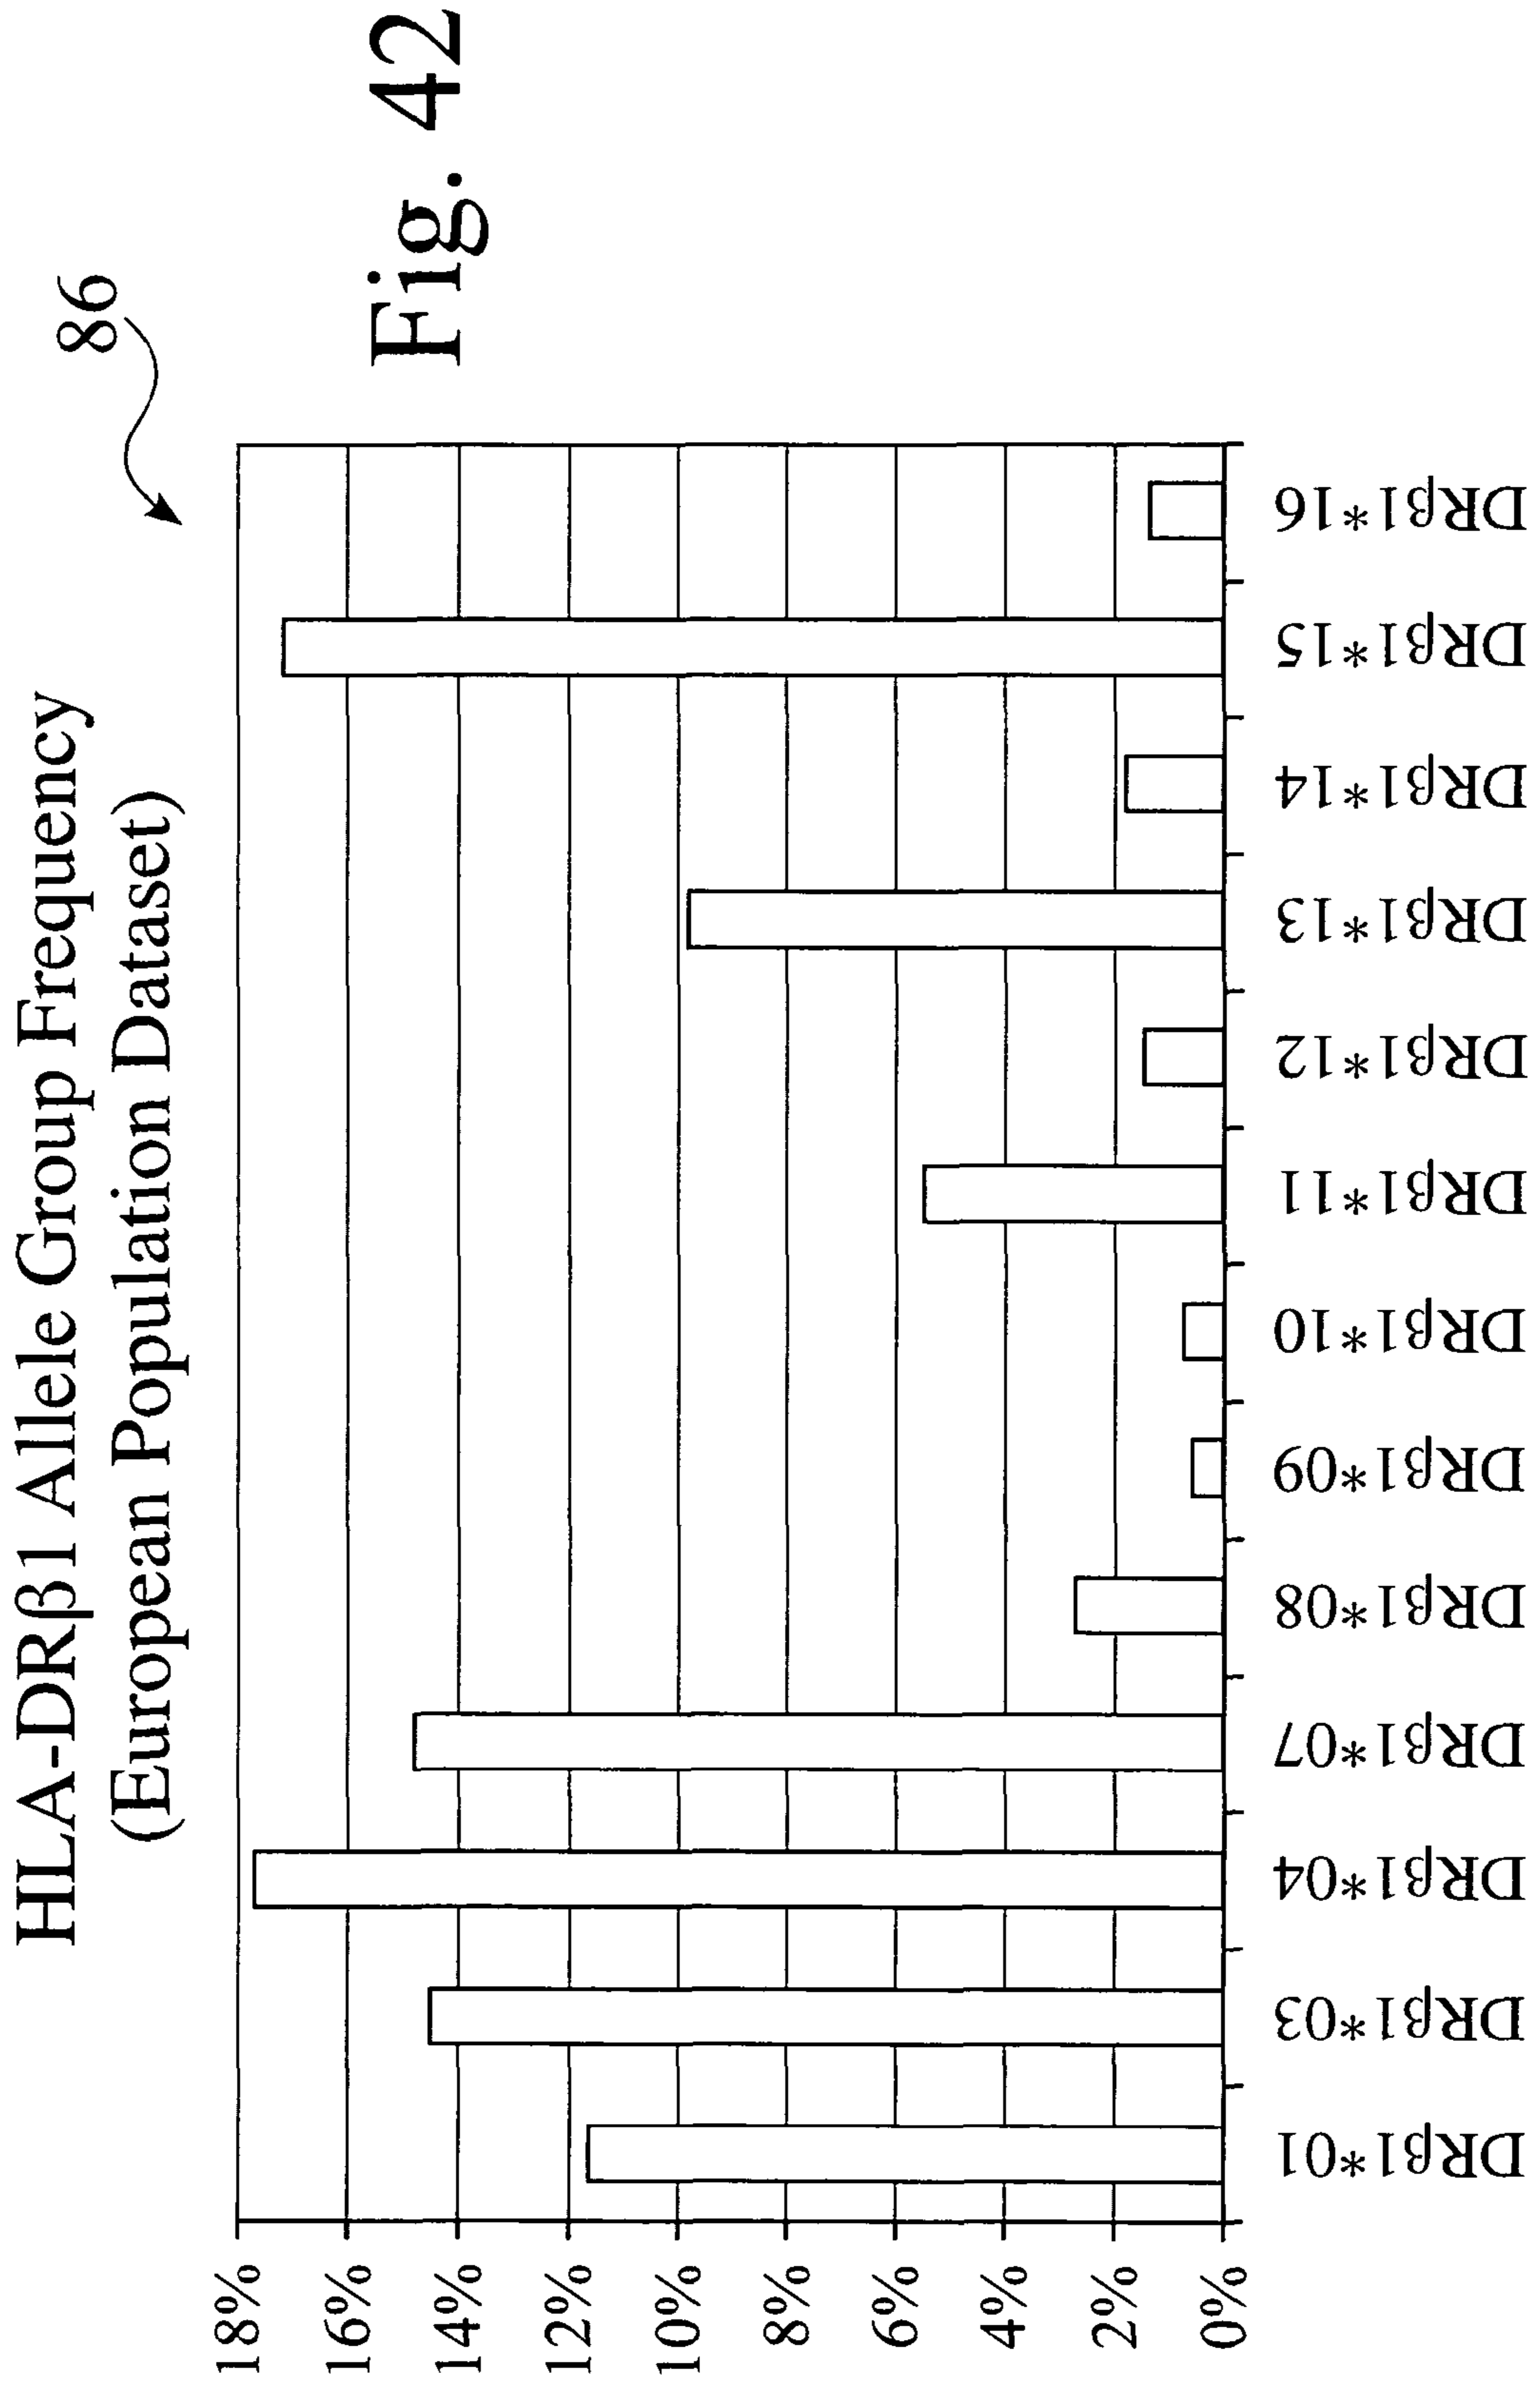 HLA-DRβ1 Allele Group Frequency
(European Population Dataset)
86
18%
16%
14%
12%
10%
8%
6%
4%
2%
0%
DRβ1*01
DRβ1*03
DRβ1*04
DRβ1*07
DRβ1*08
DRβ1*09
DRβ1*10
DRβ1*11
DRβ1*12
DRβ1*13
DRβ1*14
DRβ1*15
DRβ1*16
Fig. 42